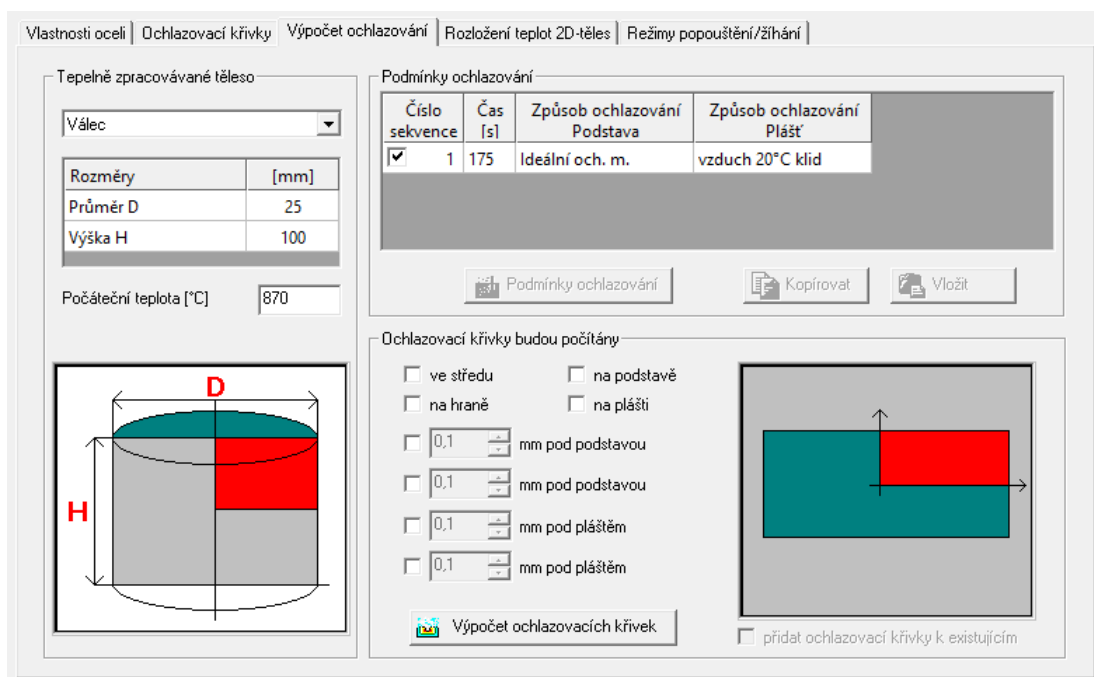 Vlastnosti oceli
Ochlazovací křivky
Výpočet ochlazování
Rozložení teplot 2D-těles
Režimy popouštění/žíhání
Tepelně zpracovávané těleso
Válec
Rozměry [mm]
Průměr D 25
Výška H 100
Počáteční teplota [°C] 870
D
H
Podmínky ochlazování
Číslo sekvence
Čas [s]
Způsob ochlazování Podstava
Způsob ochlazování Plášť
1 175 Ideální och. m. vzduch 20°C klid
Podmínky ochlazování
Kopírovat
Vložit
Ochlazovací křivky budou počítány
ve středu
na podstavě
na hraně
na plášti
0,1 mm pod podstavou
0,1 mm pod podstavou
0,1 mm pod pláštěm
0,1 mm pod pláštěm
Výpočet ochlazovacích křivek
přidat ochlazovací křivky k existujícím